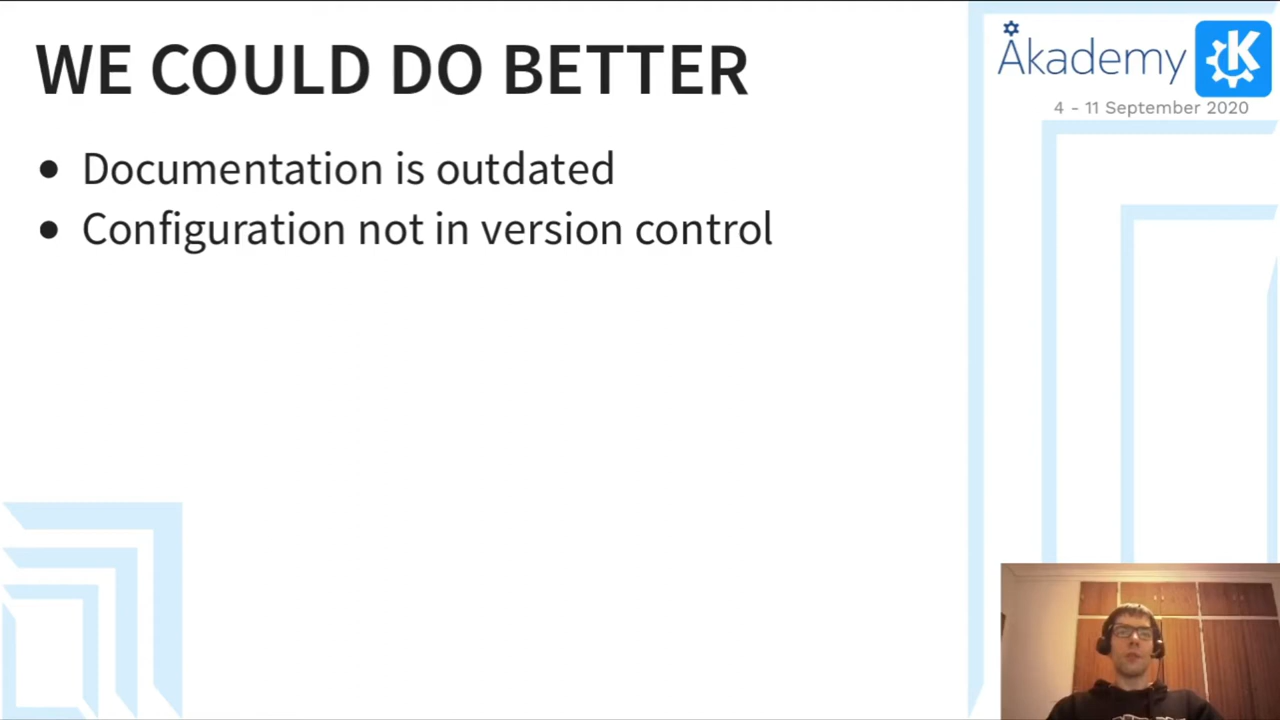 WE COULD DO BETTER
Akademy
4 - 11 September 2020
• Documentation is outdated
• Configuration not in version control